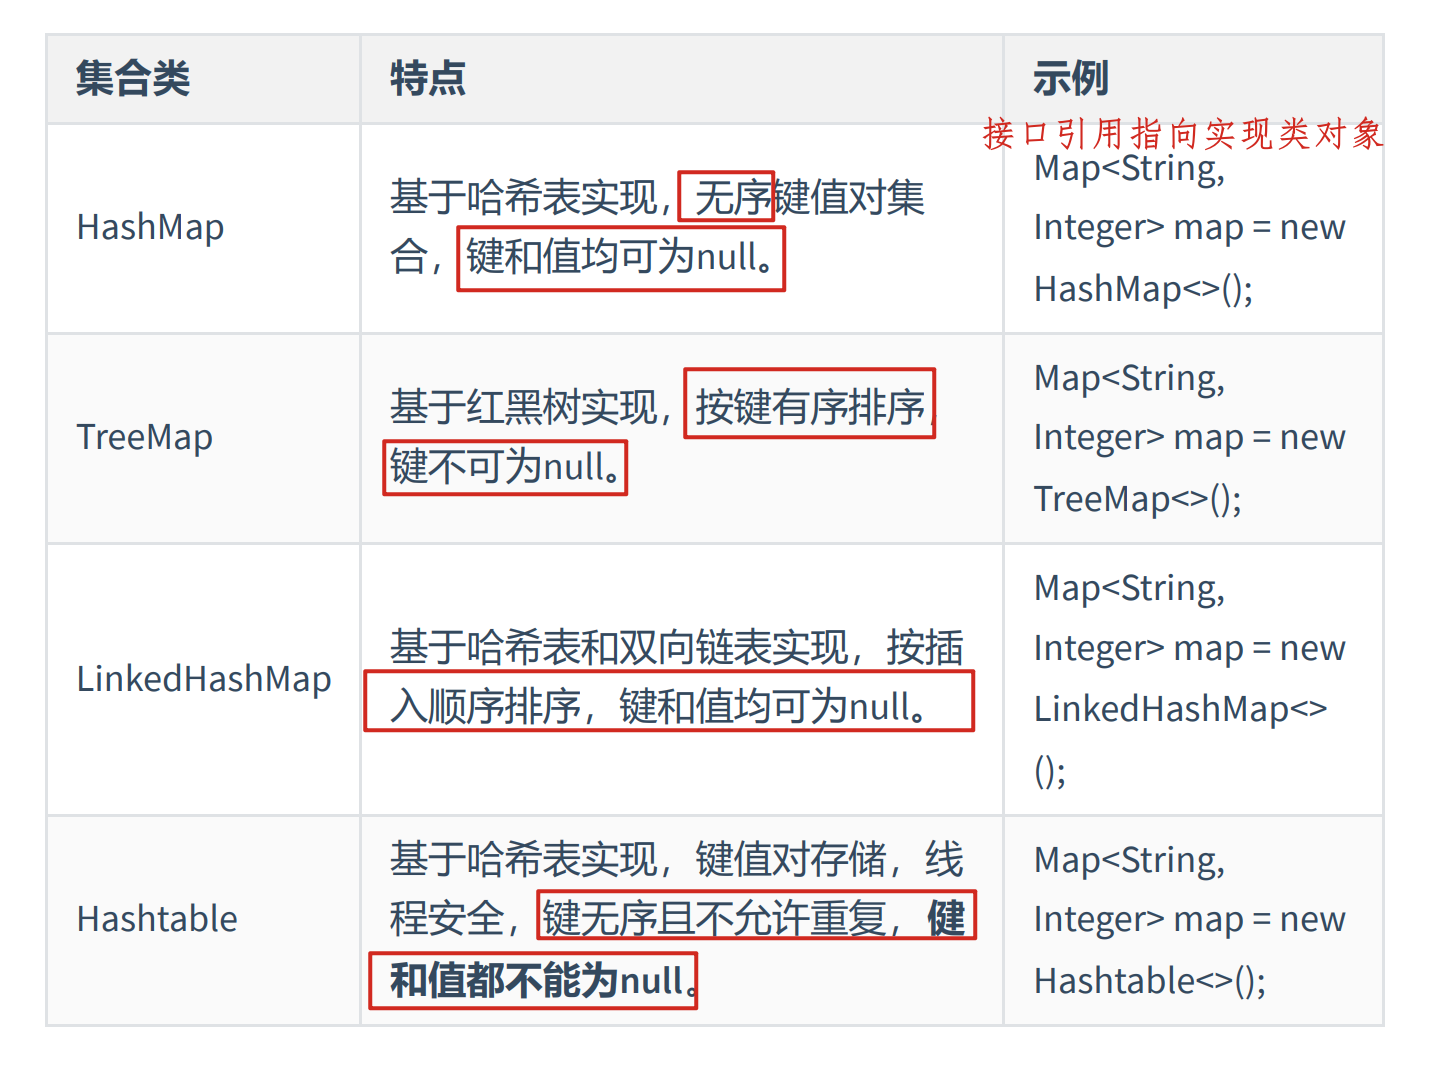 集合类
特点
示例
接口引用指向实现类对象
HashMap
基于哈希表实现，无序键值对集
合，键和值均可为null。
Map<String,
Integer> map = new
HashMap<>();
TreeMap
基于红黑树实现，按键有序排序，
键不可为null。
Map<String,
Integer> map = new
TreeMap<>();
LinkedHashMap
基于哈希表和双向链表实现，按插
入顺序排序，键和值均可为null。
Map<String,
Integer> map = new
LinkedHashMap<>
();
Hashtable
基于哈希表实现，键值对存储，线
程安全，键无序且不允许重复，健
和值都不能为null。
Map<String,
Integer> map = new
Hashtable<>();